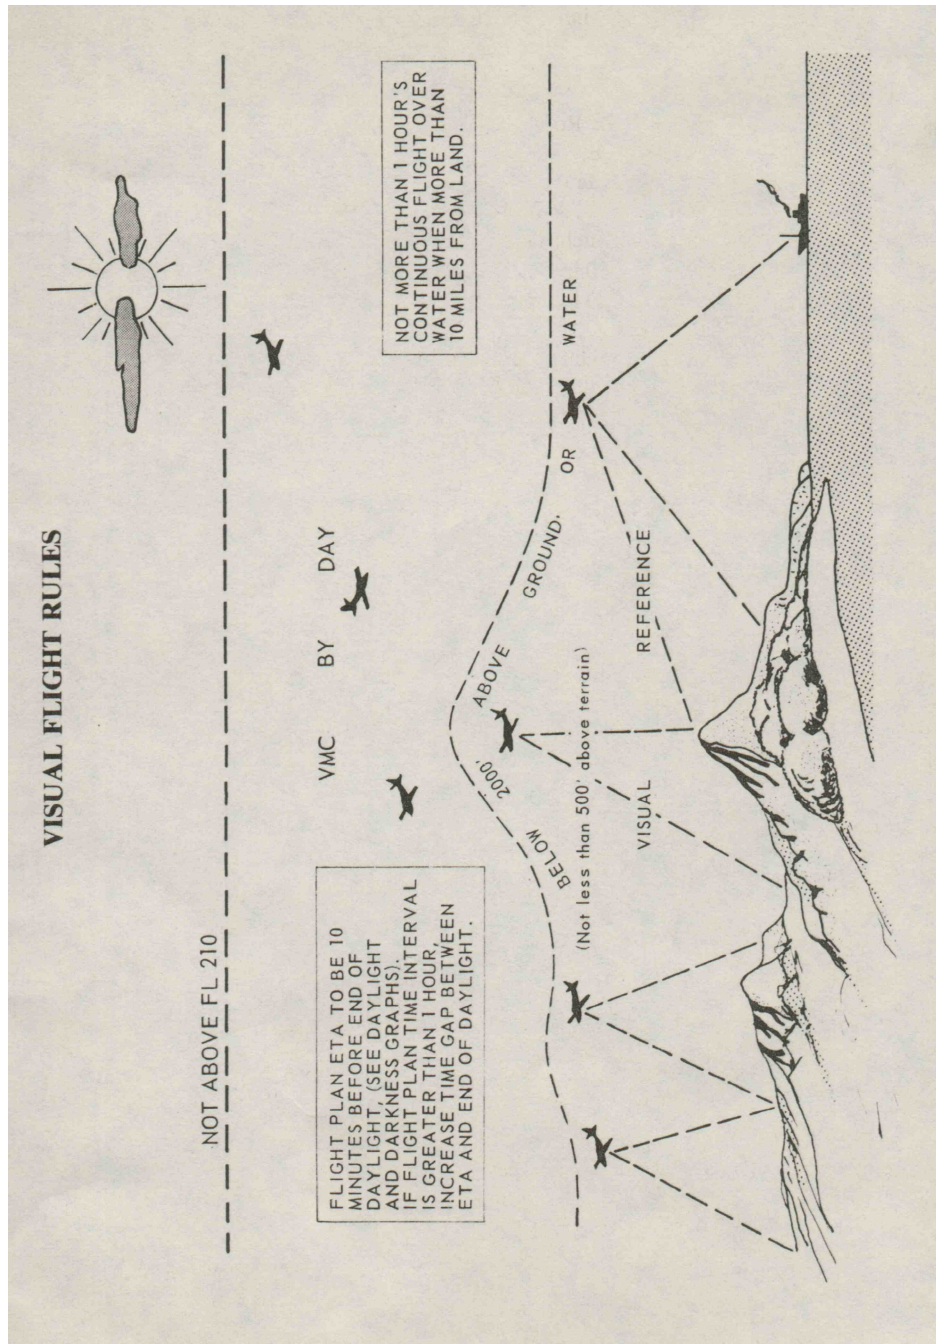 VISUAL FLIGHT RULES
NOT ABOVE FL 210
VMC BY DAY
FLIGHT PLAN ETA TO BE 10
MINUTES BEFORE END OF
DAYLIGHT, (SEE DAYLIGHT
AND DARKNESS GRAPHS).
IF FLIGHT PLAN TIME INTERVAL
IS GREATER THAN 1 HOUR,
INCREASE TIME GAP BETWEEN
ETA AND END OF DAYLIGHT.
NOT MORE THAN 1 HOUR'S
CONTINUOUS FLIGHT OVER
WATER WHEN MORE THAN
10 MILES FROM LAND.
BELOW 2000' ABOVE GROUND. OR WATER
(Not less than 500' above terrain)
VISUAL REFERENCE